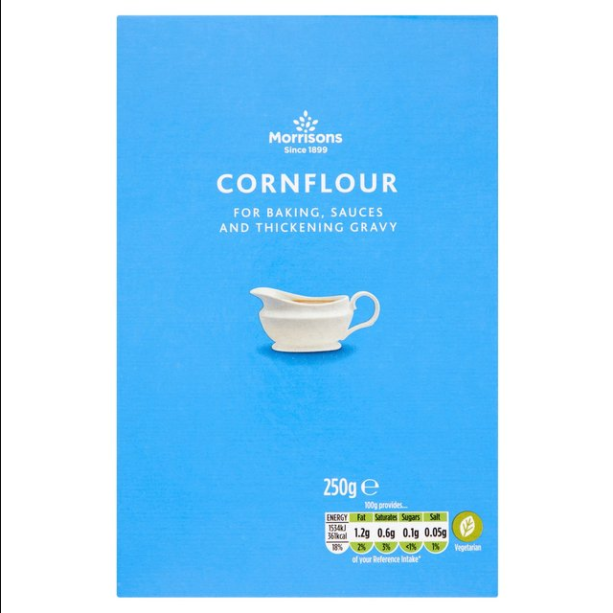 Morrisons
Since 1899
CORNFLOUR
FOR BAKING, SAUCES
AND THICKENING GRAVY
250g ℮
100g provides...
ENERGY Fat Saturates Sugars Salt
1534kJ
361kcal 1.2g 0.6g 0.1g 0.05g
18% 2% 3% <1% 1%
Vegetarian
of your Reference Intake*